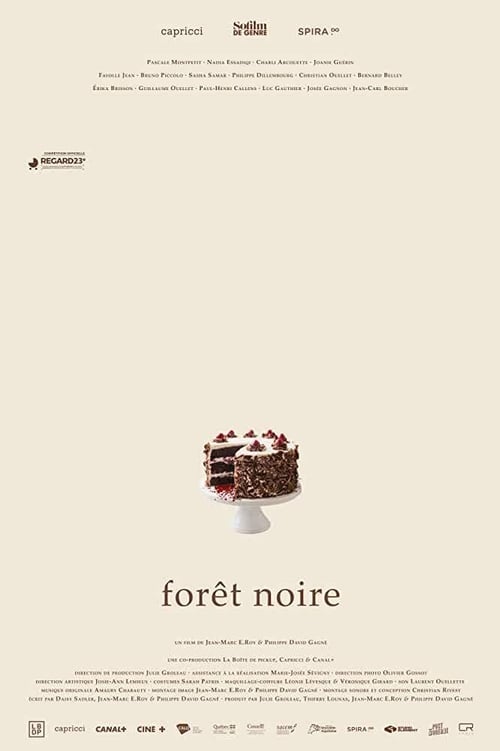 capricci Sofilm DE GENRE SPIRA
Pascale Montpetit · Nadia Essadiqi · Charli Arcouette · Joanie Guérin
Fayolle Jean · Bruno Piccolo · Sasha Samar · Philippe Dillembourg · Christian Ouellet · Bernard Belley
Érika Brisson · Guillaume Ouellet · Paul-Henri Callens · Luc Gauthier · Josée Gagnon · Jean-Carl Boucher
COMPÉTITION OFFICIELLE
REGARD23e
forêt noire
un film de Jean-Marc E.Roy & Philippe David Gagné
une co-production La Boîte de pickup, Capricci & Canal+
direction de production Julie Groleau · assistance à la réalisation Marie-Josée Sévigny · direction photo Olivier Gossot
direction artistique Josie-Ann Lemieux · costumes Sarah Patris · maquillage-coiffure Léonie Lévesque & Véronique Girard · son Laurent Ouellette
musique originale Amaury Chabauty · montage image Jean-Marc E.Roy & Philippe David Gagné · montage sonore et conception Christian Rivest
écrit par Daisy Sadler, Jean-Marc E.Roy & Philippe David Gagné · produit par Julie Groleau, Thierry Lounas, Jean-Marc E.Roy & Philippe David Gagné
LBDP capricci CANAL+ CINE+ Québec Canada sacem SPIRA